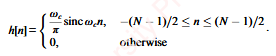 h[n] = { ω_c/π sinc ω_c n, −(N − 1)/2 ≤ n ≤ (N − 1)/2 .
0, otherwise